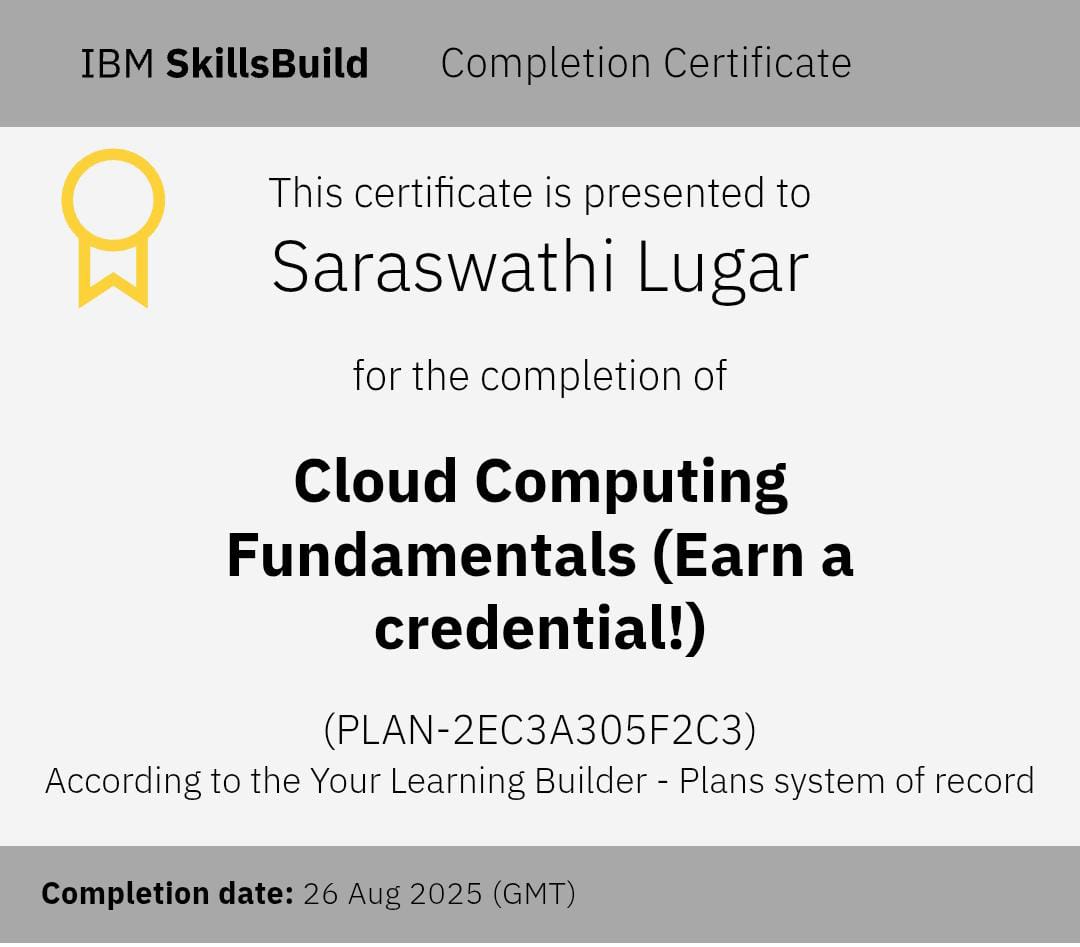 IBM SkillsBuild Completion Certificate
This certificate is presented to
Saraswathi Lugar
for the completion of
Cloud Computing
Fundamentals (Earn a
credential!)
(PLAN-2EC3A305F2C3)
According to the Your Learning Builder - Plans system of record
Completion date: 26 Aug 2025 (GMT)